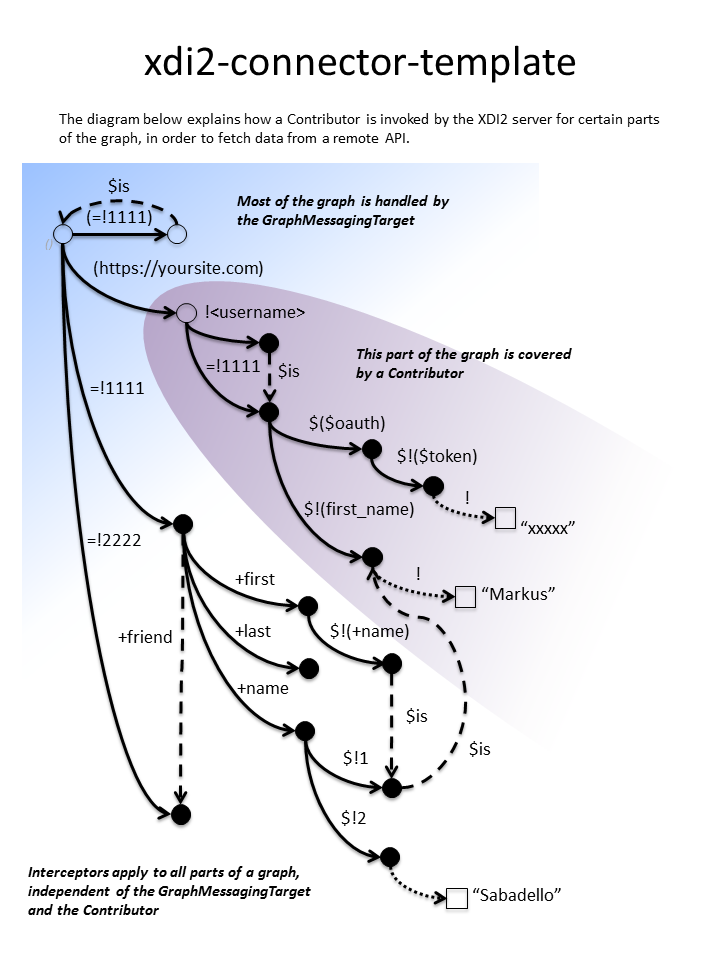 xdi2-connector-template
The diagram below explains how a Contributor is invoked by the XDI2 server for certain parts
of the graph, in order to fetch data from a remote API.
$is
(=!1111)
Most of the graph is handled by
the GraphMessagingTarget
()
(https://yoursite.com)
!<username>
This part of the graph is covered
by a Contributor
=!1111
$is
=!1111
$($oauth)
$!($token)
!
$!(first_name)
"xxxxx"
=!2222
!
+first
"Markus"
+last
$!(+name)
+friend
+name
$is
$is
$!1
$!2
Interceptors apply to all parts of a graph,
independent of the GraphMessagingTarget
and the Contributor
"Sabadello"